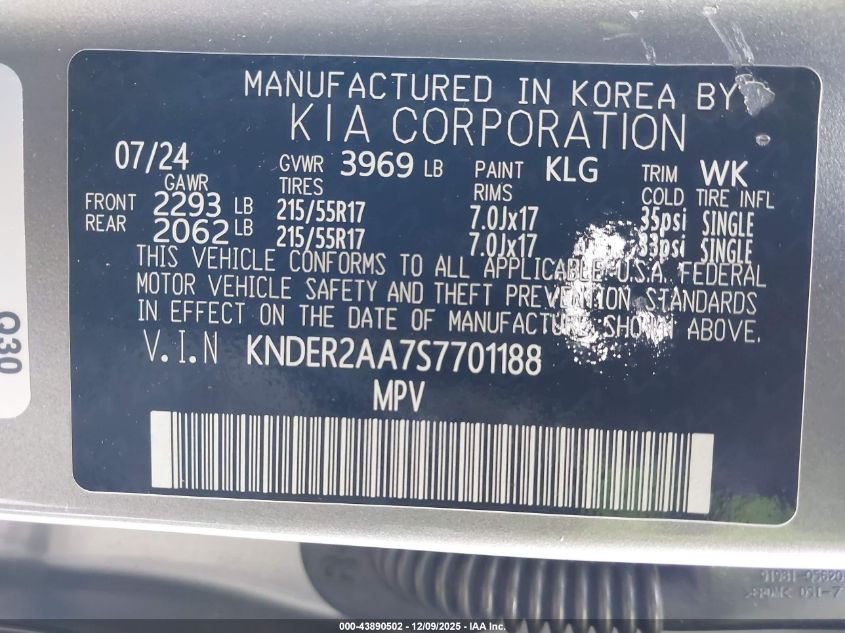 MANUFACTURED IN KOREA BY
KIA CORPORATION
07/24 GVWR 3969 LB PAINT KLG TRIM WK
GAWR TIRES RIMS COLD TIRE INFL
FRONT 2293 LB 215/55R17 7.0Jx17 35psi SINGLE
REAR 2062 LB 215/55R17 7.0Jx17 33psi SINGLE
THIS VEHICLE CONFORMS TO ALL APPLICABLE U.S.A. FEDERAL
MOTOR VEHICLE SAFETY AND THEFT PREVENTION STANDARDS
IN EFFECT ON THE DATE OF MANUFACTURE SHOWN ABOVE.
V.I.N KNDER2AA7S7701188
MPV
Q30
000-43890502 - 12/09/2025 - IAA Inc.